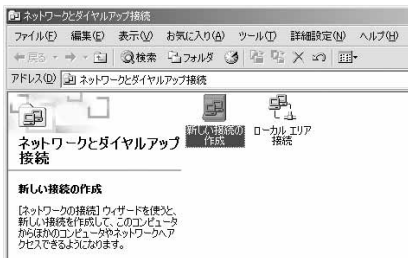 ネットワークとダイヤルアップ接続
ファイル(F) 編集(E) 表示(V) お気に入り(A) ツール(T) 詳細設定(N) ヘルプ(H)
戻る 検索 フォルダ
アドレス(D) ネットワークとダイヤルアップ接続
ネットワークとダイヤルアップ
接続
新しい接続の作成
[ネットワークの接続] ウィザードを使うと、
新しい接続を作成して、このコンピュータ
からほかのコンピュータやネットワークへア
クセスできるようになります。
新しい接続の
作成
ローカル エリア
接続